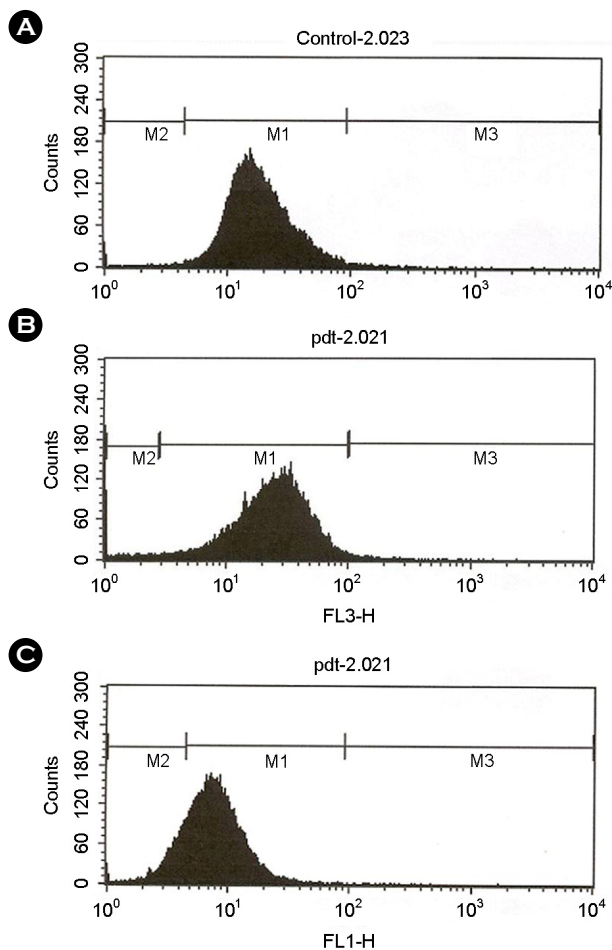 A
Control-2.023
Counts
300
240
180
120
60
0
M2
M1
M3
10⁰
10¹
10²
10³
10⁴
B
pdt-2.021
Counts
300
240
180
120
60
0
M2
M1
M3
10⁰
10¹
10²
10³
10⁴
FL3-H
C
pdt-2.021
Counts
300
240
180
120
60
0
M2
M1
M3
10⁰
10¹
10²
10³
10⁴
FL1-H